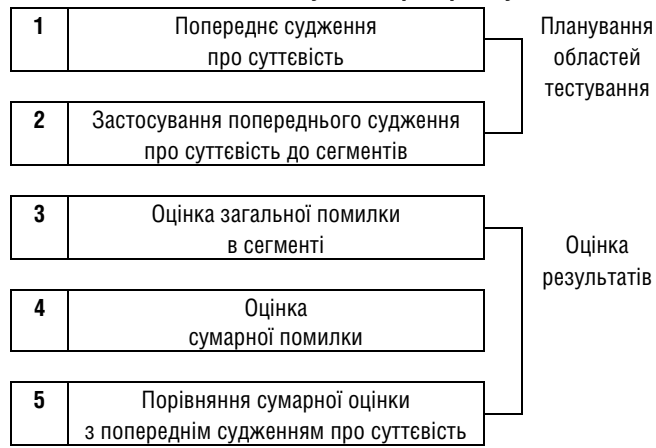 1 Попереднє судження
про суттєвість
Планування
областей
тестування
2 Застосування попереднього судження
про суттєвість до сегментів
3 Оцінка загальної помилки
в сегменті
Оцінка
результатів
4 Оцінка
сумарної помилки
5 Порівняння сумарної оцінки
з попереднім судженням про суттєвість